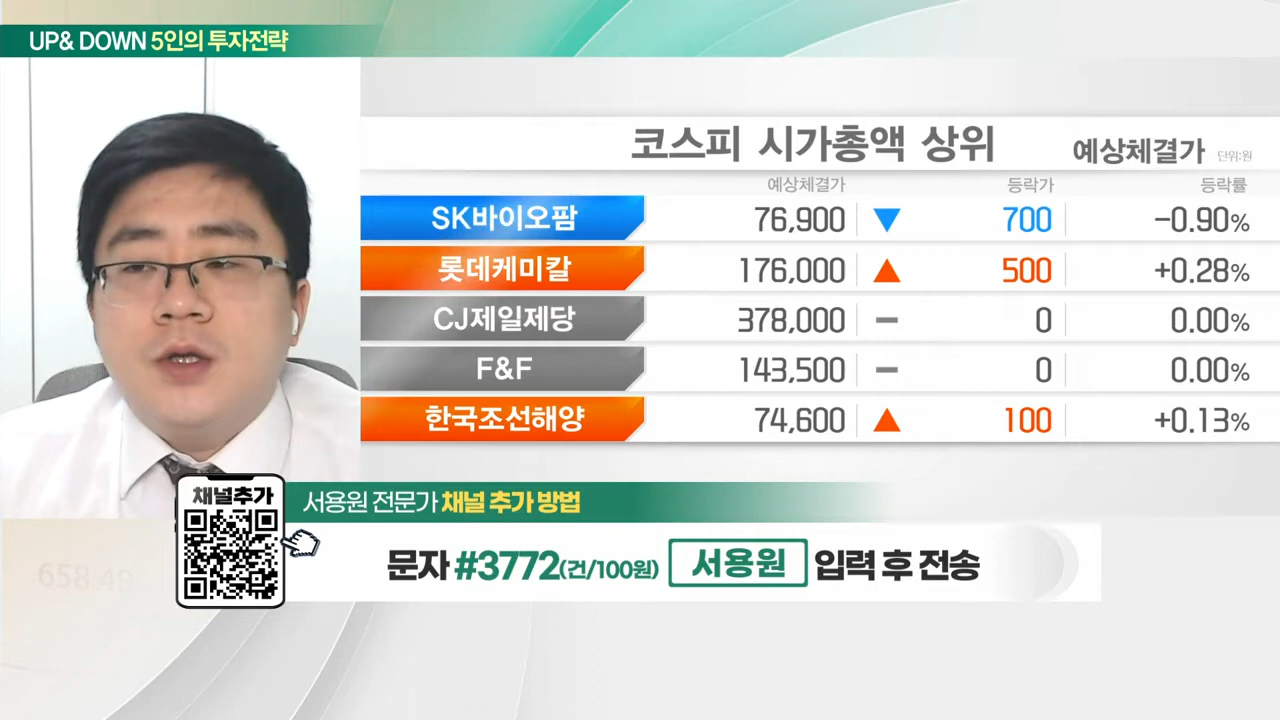 UP& DOWN 5인의 투자전략
코스피 시가총액 상위 예상체결가 단위:원
예상체결가 등락가 등락률
SK바이오팜 76,900 ▼ 700 -0.90%
롯데케미칼 176,000 ▲ 500 +0.28%
CJ제일제당 378,000 - 0 0.00%
F&F 143,500 - 0 0.00%
한국조선해양 74,600 ▲ 100 +0.13%
채널추가
서용원 전문가 채널 추가 방법
문자 #3772(건/100원) 서용원 입력 후 전송
658.48